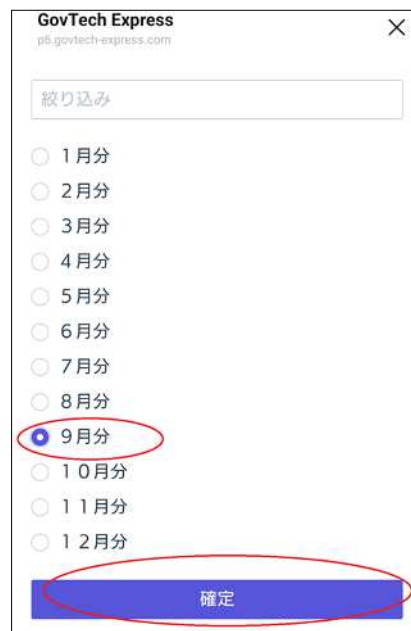 GovTech Express
p6.govtech-express.com
絞り込み
1月分
2月分
3月分
4月分
5月分
6月分
7月分
8月分
9月分
10月分
11月分
12月分
確定